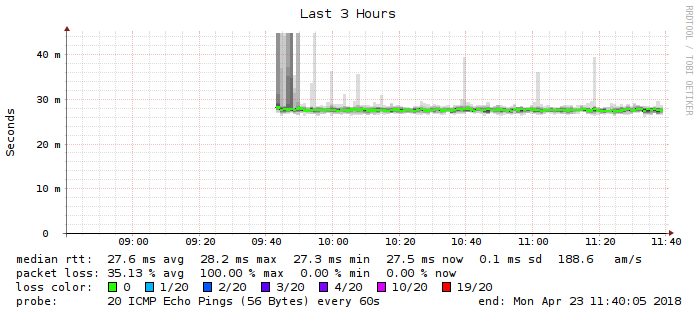 Last 3 Hours
RRDTOOL / TOBI OETIKER
Seconds
40 m
30 m
20 m
10 m
0
09:00 09:20 09:40 10:00 10:20 10:40 11:00 11:20 11:40
median rtt: 27.6 ms avg 28.2 ms max 27.3 ms min 27.5 ms now 0.1 ms sd 188.6 am/s
packet loss: 35.13 % avg 100.00 % max 0.00 % min 0.00 % now
loss color: 0 1/20 2/20 3/20 4/20 10/20 19/20
probe: 20 ICMP Echo Pings (56 Bytes) every 60s end: Mon Apr 23 11:40:05 2018